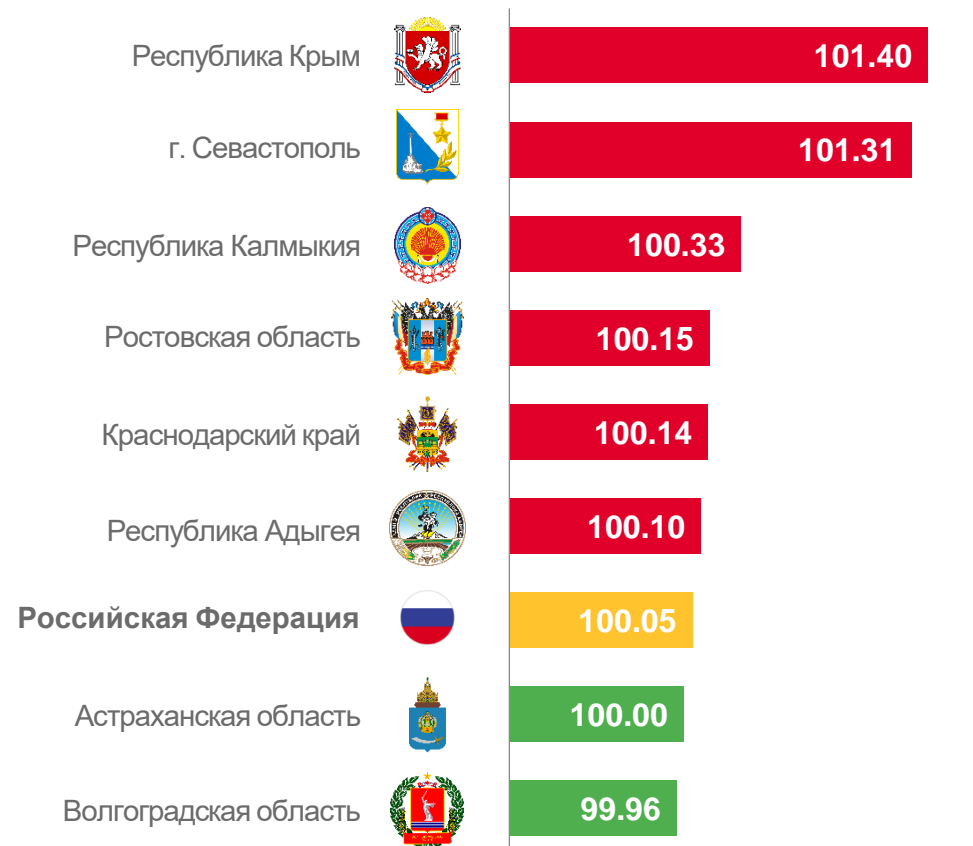 Республика Крым 101.40
г. Севастополь 101.31
Республика Калмыкия 100.33
Ростовская область 100.15
Краснодарский край 100.14
Республика Адыгея 100.10
Российская Федерация 100.05
Астраханская область 100.00
Волгоградская область 99.96